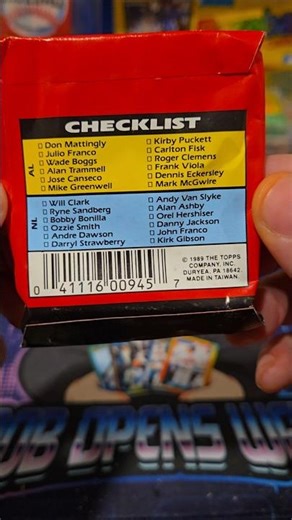 CHECKLIST
AL
☐ Don Mattingly
☐ Julio Franco
☐ Wade Boggs
☐ Alan Trammell
☐ Jose Canseco
☐ Mike Greenwell
☐ Kirby Puckett
☐ Carlton Fisk
☐ Roger Clemens
☐ Frank Viola
☐ Dennis Eckersley
☐ Mark McGwire
NL
☐ Will Clark
☐ Ryne Sandberg
☐ Bobby Bonilla
☐ Ozzie Smith
☐ Andre Dawson
☐ Darryl Strawberry
☐ Andy Van Slyke
☐ Alan Ashby
☐ Orel Hershiser
☐ Danny Jackson
☐ John Franco
☐ Kirk Gibson
© 1989 THE TOPPS
COMPANY, INC.
DURYEA, PA 18642.
MADE IN TAIWAN.
0 41116 00945 7
OPENS